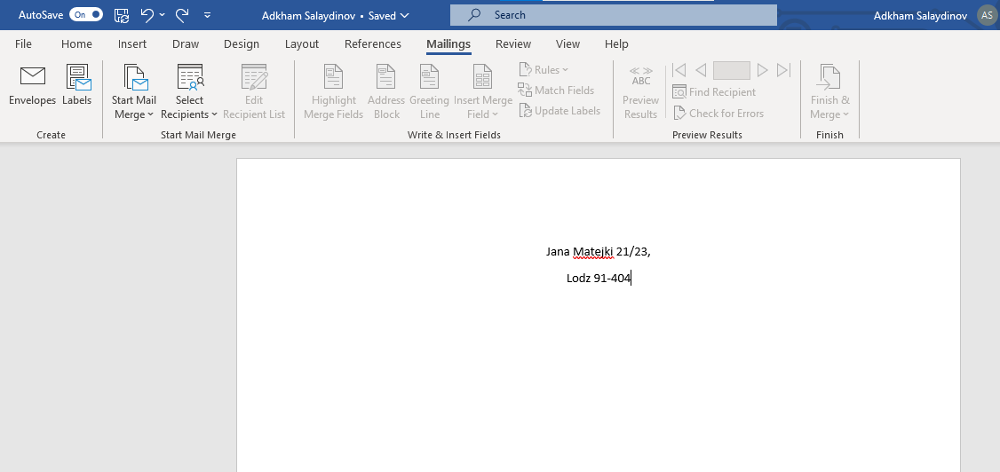 AutoSave On Adkham Salaydinov • Saved Search Adkham Salaydinov AS
File Home Insert Draw Design Layout References Mailings Review View Help
Envelopes
Labels
Start Mail
Merge
Select
Recipients
Edit
Recipient List
Highlight
Merge Fields
Address
Block
Greeting
Line
Insert Merge
Field
Rules
Match Fields
Update Labels
ABC
Preview
Results
Find Recipient
Check for Errors
Finish &
Merge
Create Start Mail Merge Write & Insert Fields Preview Results Finish
Jana Matejki 21/23,
Lodz 91-404